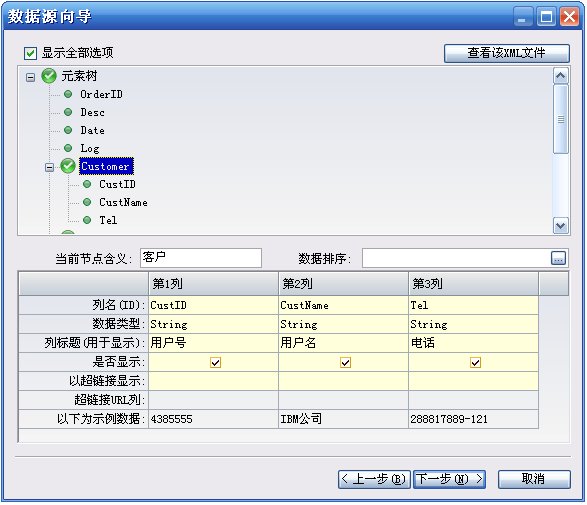 数据源向导
显示全部选项 查看该XML文件
元素树
OrderID
Desc
Date
Log
Customer
CustID
CustName
Tel
当前节点含义: 客户 数据排序: ...
第1列 第2列 第3列
列名(ID): CustID CustName Tel
数据类型: String String String
列标题(用于显示): 用户号 用户名 电话
是否显示:
以超链接显示:
超链接URL列:
以下为示例数据: 4385555 IBM公司 288817889-121
< 上一步(B) 下一步(N) > 取消